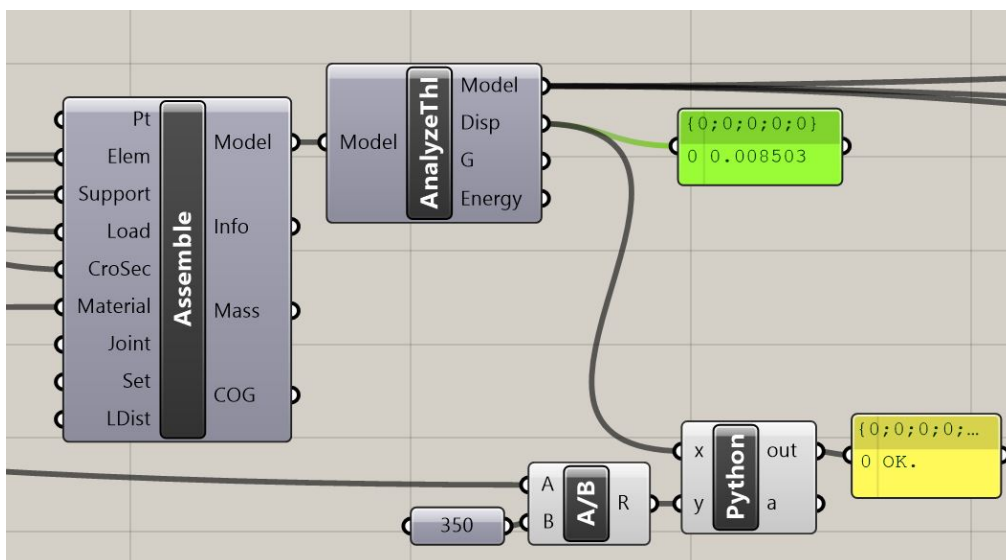 Pt
Elem
Support
Load
CroSec
Material
Joint
Set
LDist
Assemble
Model
Info
Mass
COG
Model
AnalyzeThI
Model
Disp
G
Energy
{0;0;0;0;0}
0 0.008503
A
B
A/B
R
350
x
y
Python
out
a
{0;0;0;0;…
0 OK.